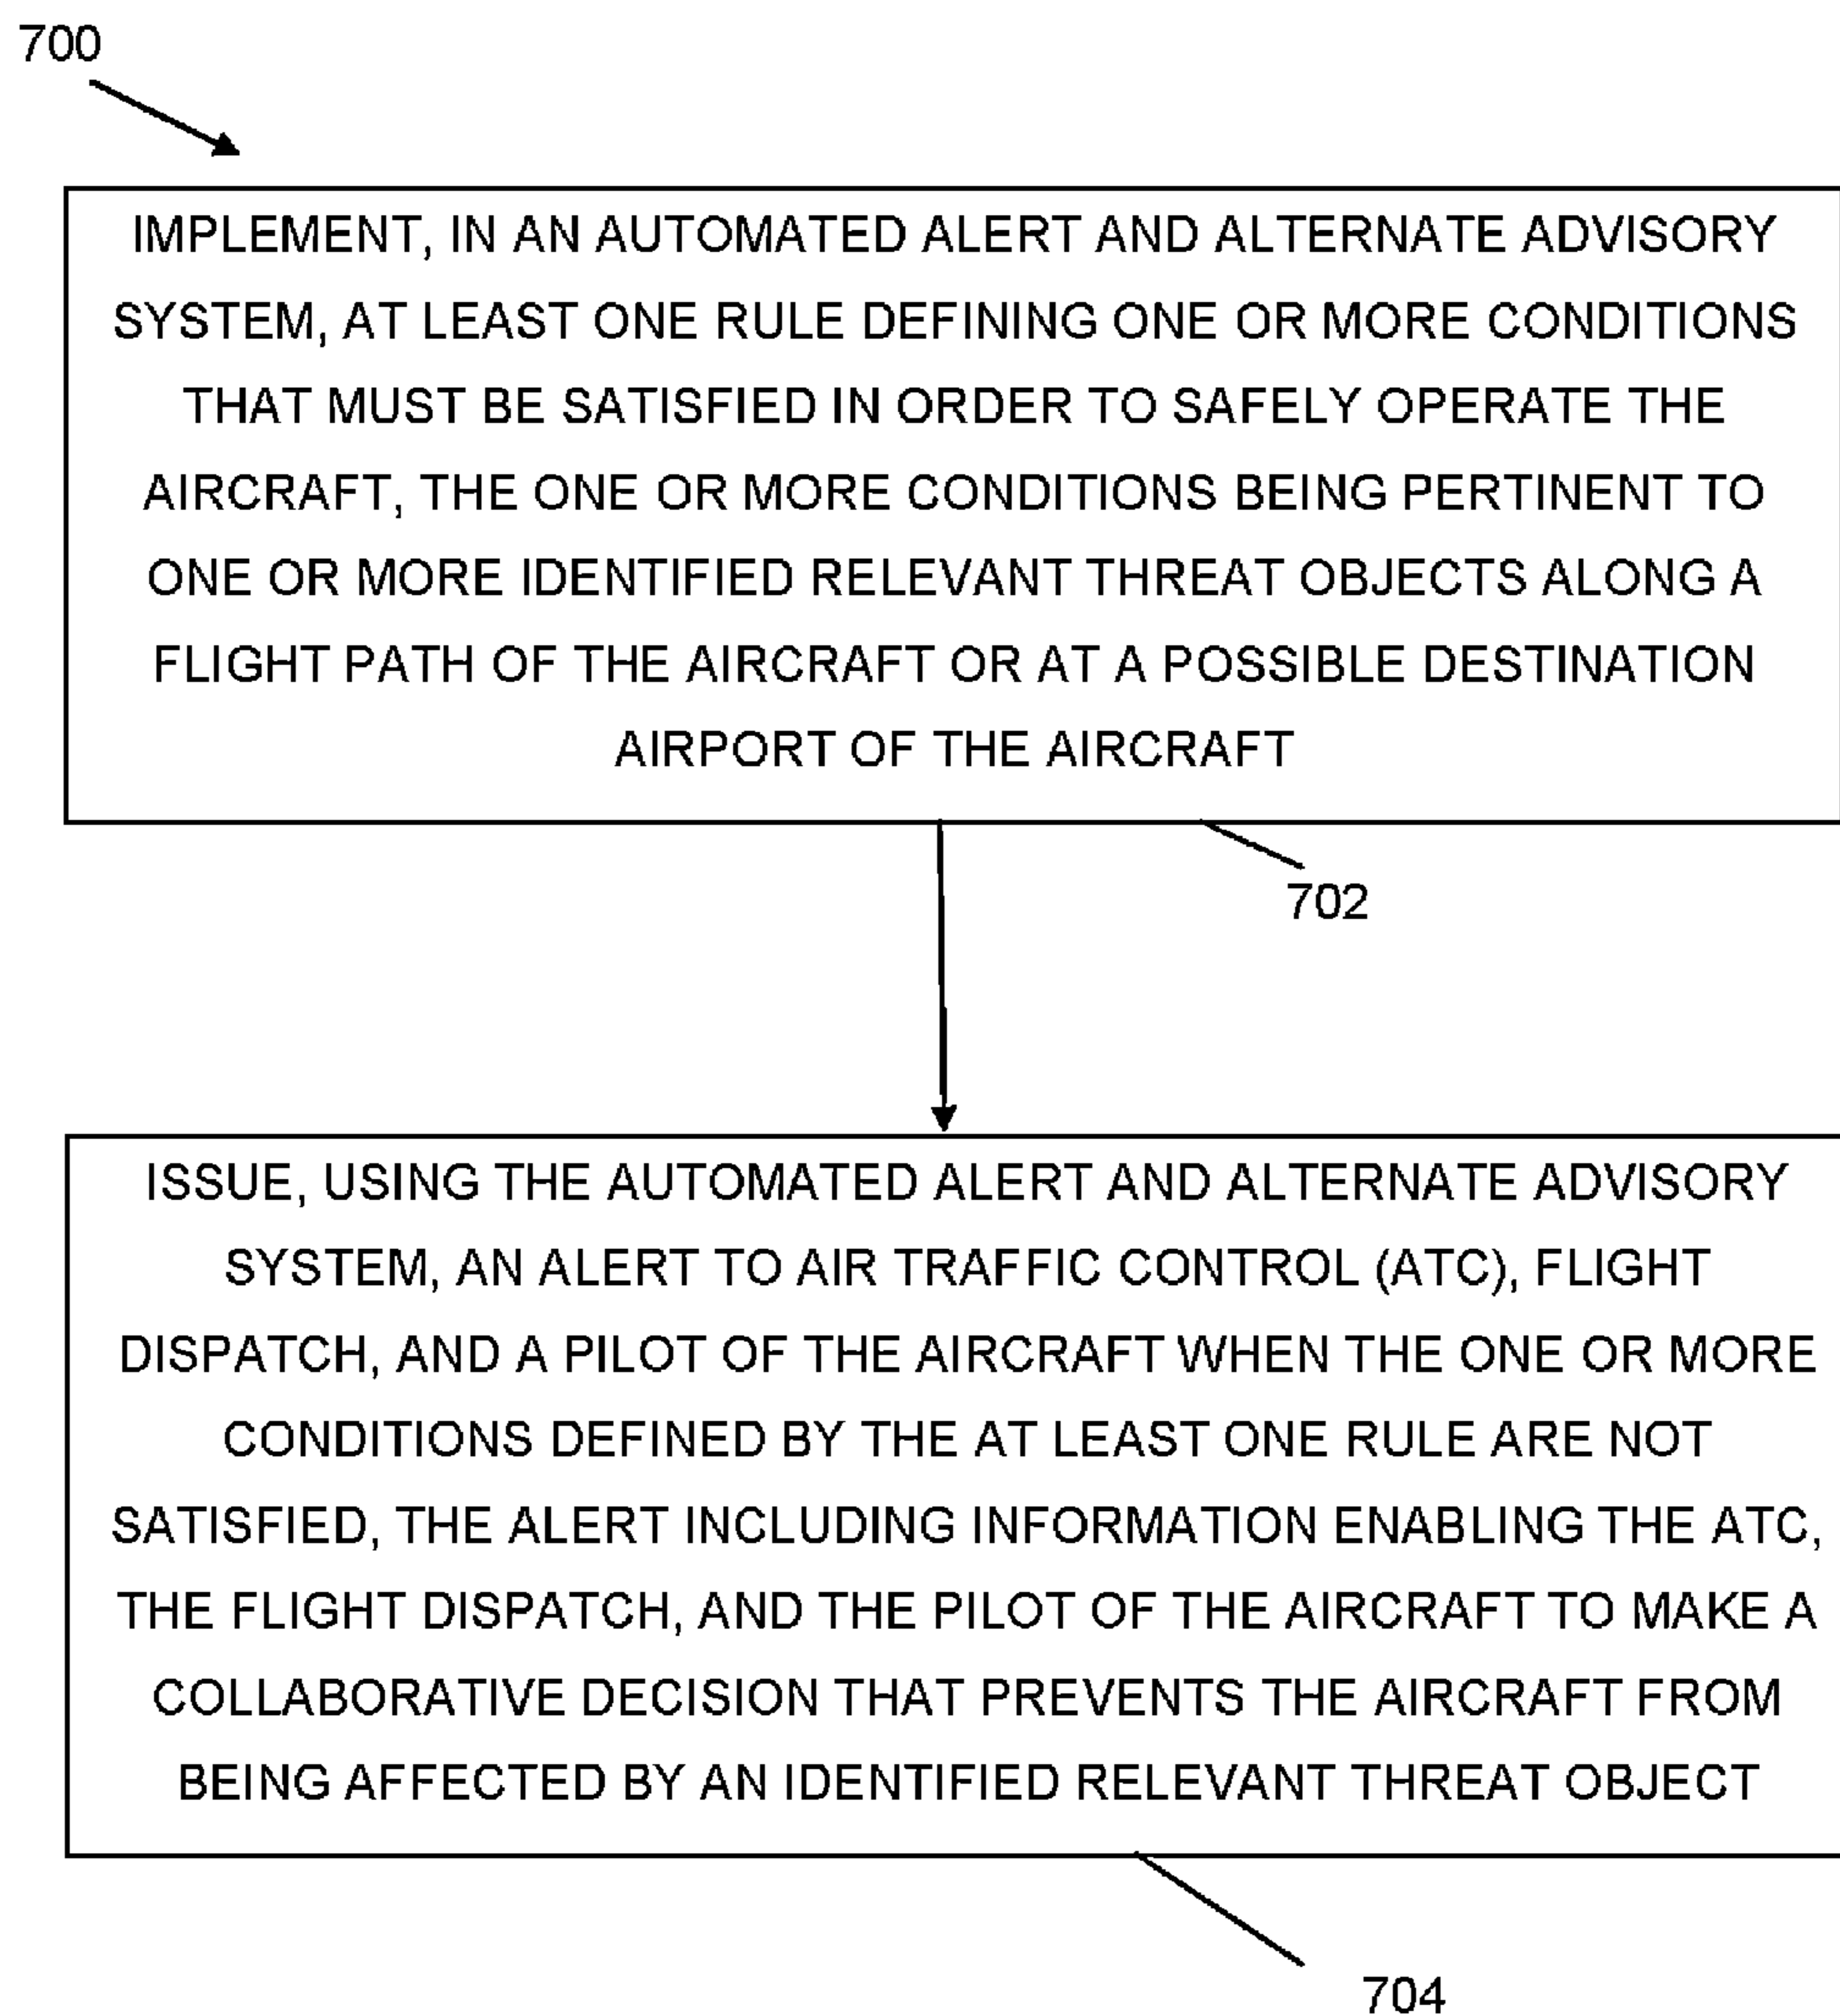 700
IMPLEMENT, IN AN AUTOMATED ALERT AND ALTERNATE ADVISORY
SYSTEM, AT LEAST ONE RULE DEFINING ONE OR MORE CONDITIONS
THAT MUST BE SATISFIED IN ORDER TO SAFELY OPERATE THE
AIRCRAFT, THE ONE OR MORE CONDITIONS BEING PERTINENT TO
ONE OR MORE IDENTIFIED RELEVANT THREAT OBJECTS ALONG A
FLIGHT PATH OF THE AIRCRAFT OR AT A POSSIBLE DESTINATION
AIRPORT OF THE AIRCRAFT
702
ISSUE, USING THE AUTOMATED ALERT AND ALTERNATE ADVISORY
SYSTEM, AN ALERT TO AIR TRAFFIC CONTROL (ATC), FLIGHT
DISPATCH, AND A PILOT OF THE AIRCRAFT WHEN THE ONE OR MORE
CONDITIONS DEFINED BY THE AT LEAST ONE RULE ARE NOT
SATISFIED, THE ALERT INCLUDING INFORMATION ENABLING THE ATC,
THE FLIGHT DISPATCH, AND THE PILOT OF THE AIRCRAFT TO MAKE A
COLLABORATIVE DECISION THAT PREVENTS THE AIRCRAFT FROM
BEING AFFECTED BY AN IDENTIFIED RELEVANT THREAT OBJECT
704